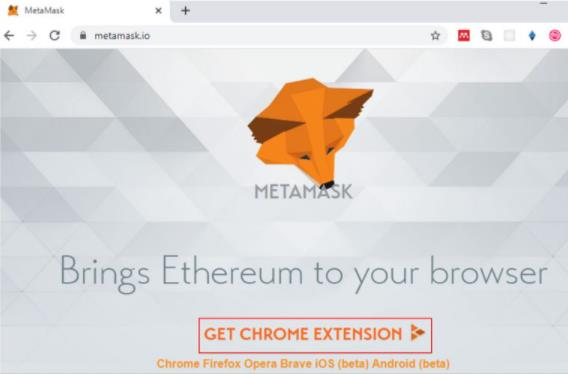 MetaMask
metamask.io
METAMASK
Brings Ethereum to your browser
GET CHROME EXTENSION
Chrome Firefox Opera Brave iOS (beta) Android (beta)